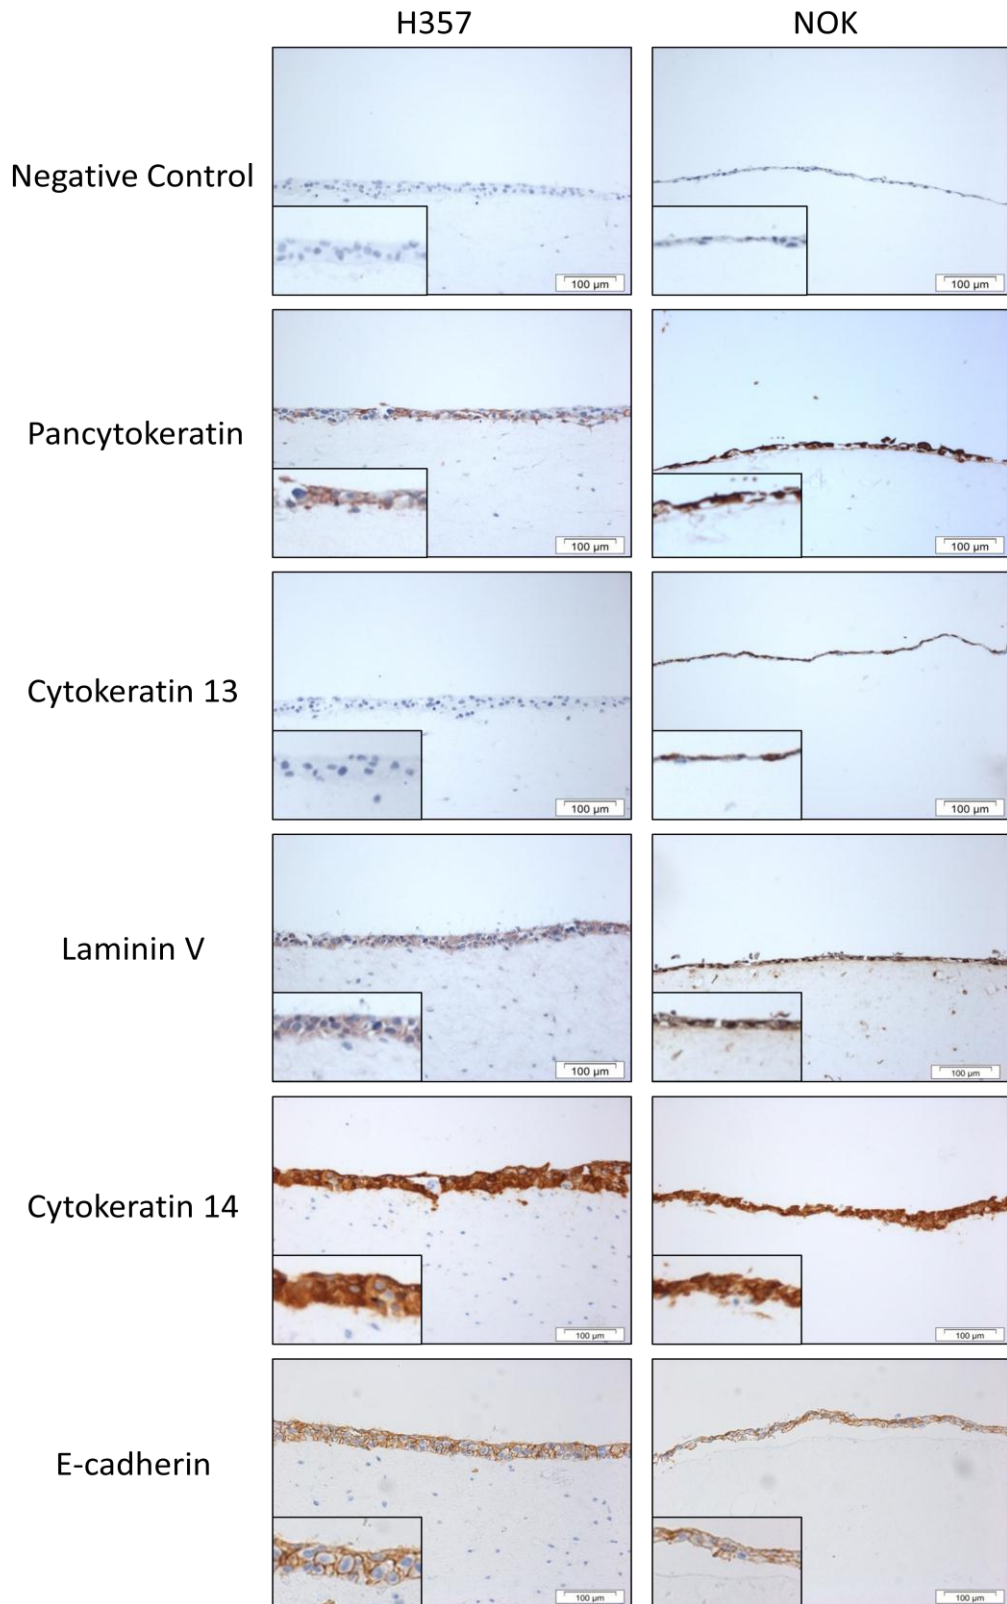 H357 NOK
Negative Control
100 µm 100 µm
Pancytokeratin
100 µm 100 µm
Cytokeratin 13
100 µm 100 µm
Laminin V
100 µm 100 µm
Cytokeratin 14
100 µm 100 µm
E-cadherin
100 µm 100 µm